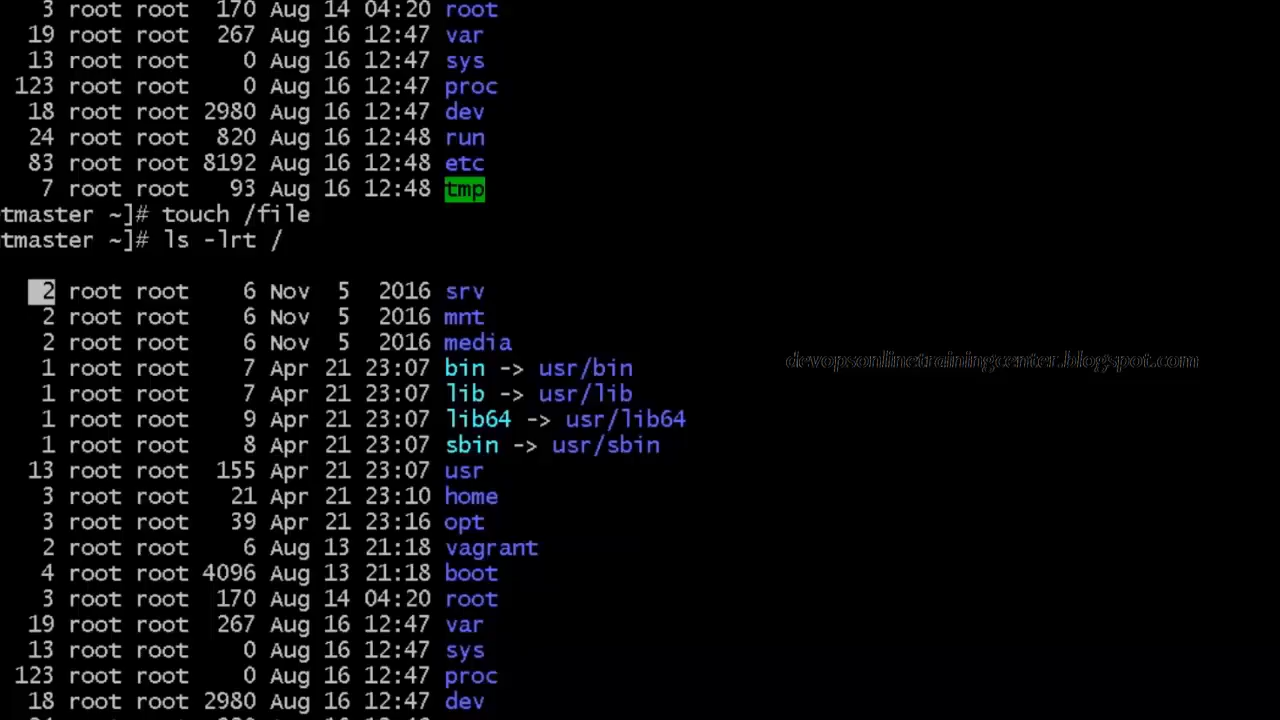 3 root root 170 Aug 14 04:20 root
19 root root 267 Aug 16 12:47 var
13 root root 0 Aug 16 12:47 sys
123 root root 0 Aug 16 12:47 proc
18 root root 2980 Aug 16 12:47 dev
24 root root 820 Aug 16 12:48 run
83 root root 8192 Aug 16 12:48 etc
7 root root 93 Aug 16 12:48 tmp
tmaster ~]# touch /file
tmaster ~]# ls -lrt /
2 root root 6 Nov 5 2016 srv
2 root root 6 Nov 5 2016 mnt
2 root root 6 Nov 5 2016 media
devopsonlinetrainingcenter.blogspot.com
1 root root 7 Apr 21 23:07 bin -> usr/bin
1 root root 7 Apr 21 23:07 lib -> usr/lib
1 root root 9 Apr 21 23:07 lib64 -> usr/lib64
1 root root 8 Apr 21 23:07 sbin -> usr/sbin
13 root root 155 Apr 21 23:07 usr
3 root root 21 Apr 21 23:10 home
3 root root 39 Apr 21 23:16 opt
2 root root 6 Aug 13 21:18 vagrant
4 root root 4096 Aug 13 21:18 boot
3 root root 170 Aug 14 04:20 root
19 root root 267 Aug 16 12:47 var
13 root root 0 Aug 16 12:47 sys
123 root root 0 Aug 16 12:47 proc
18 root root 2980 Aug 16 12:47 dev